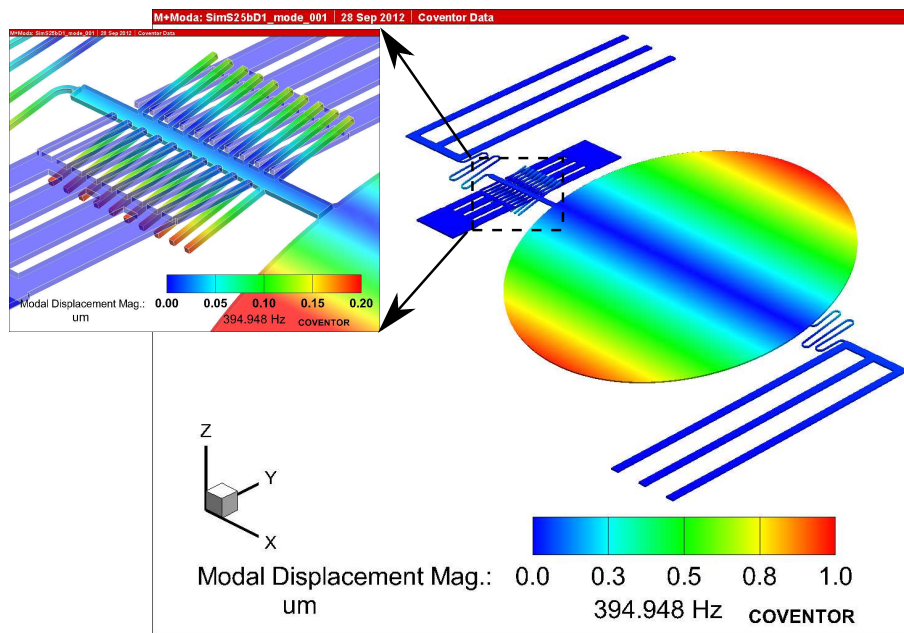 M+Moda: SimS25bD1_mode_001 | 28 Sep 2012 | Coventor Data
M+Moda: SimS25bD1_mode_001 | 28 Sep 2012 | Coventor Data
0.00 0.05 0.10 0.15 0.20
Modal Displacement Mag.:
um
394.948 Hz COVENTOR
Z
Y
X
Modal Displacement Mag.: 0.0 0.3 0.5 0.8 1.0
um
394.948 Hz COVENTOR